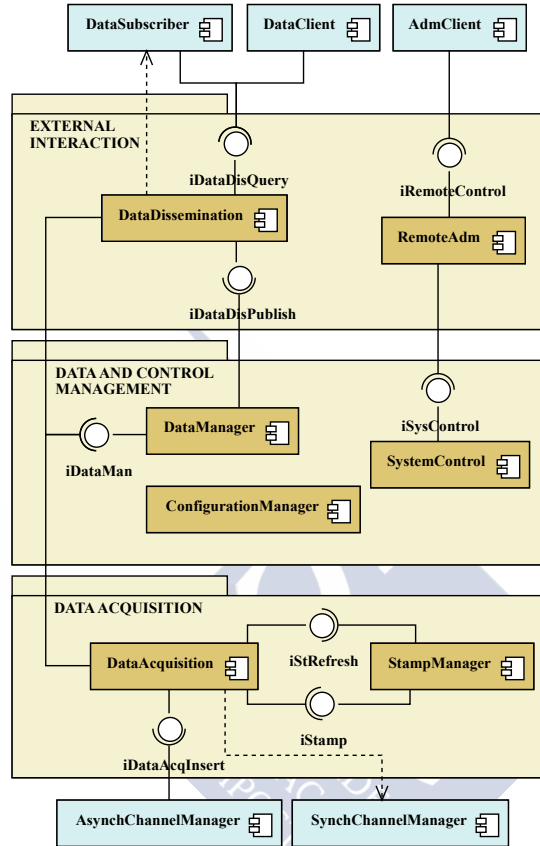 DataSubscriber
DataClient
AdmClient
EXTERNAL
INTERACTION
iDataDisQuery
iRemoteControl
DataDissemination
RemoteAdm
iDataDisPublish
DATA AND CONTROL
MANAGEMENT
iSysControl
DataManager
iDataMan
SystemControl
ConfigurationManager
DATA ACQUISITION
DataAcquisition
iStRefresh
StampManager
iStamp
iDataAcqInsert
AsynchChannelManager
SynchChannelManager